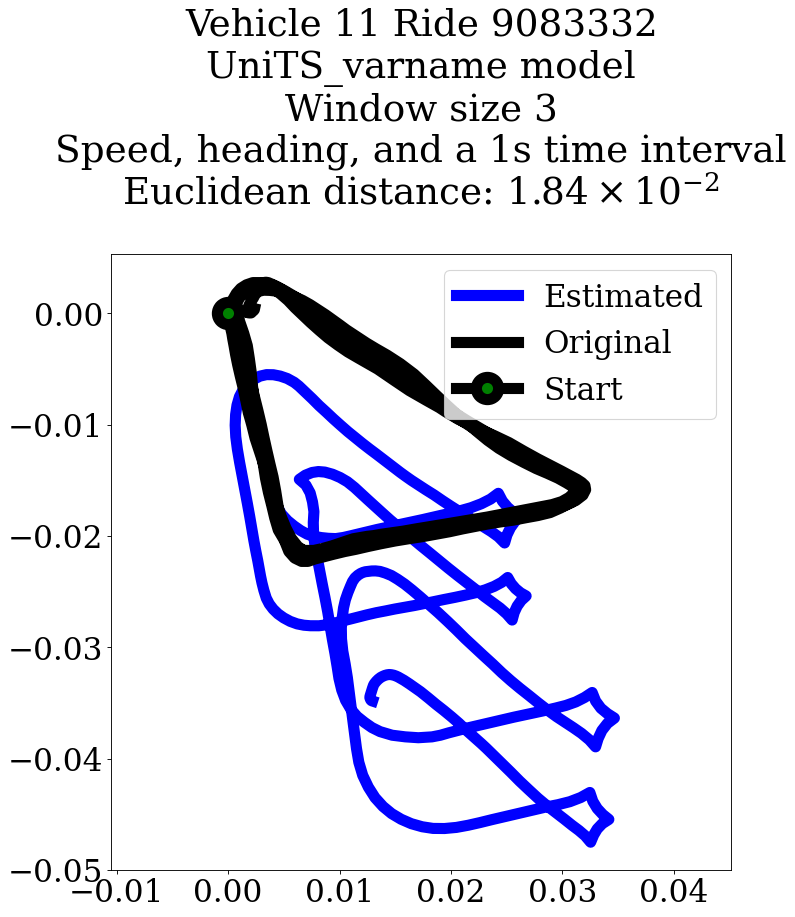 Vehicle 11 Ride 9083332
UniTS_varname model
Window size 3
Speed, heading, and a 1s time interval
Euclidean distance: 1.84 × 10⁻²
Estimated
Original
Start
0.00
−0.01
−0.02
−0.03
−0.04
−0.05
−0.01 0.00 0.01 0.02 0.03 0.04